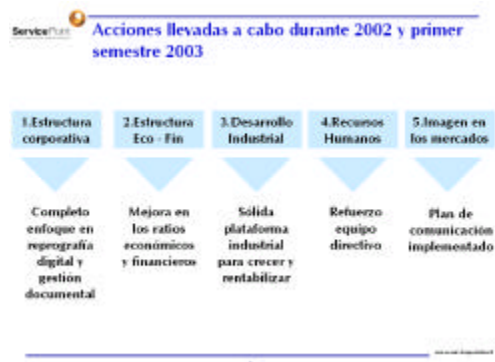 ServicePoint
Acciones llevadas a cabo durante 2002 y primer
semestre 2003
1.Estructura
corporativa
2.Estructura
Eco - Fin
3.Desarrollo
Industrial
4.Recursos
Humanos
5.Imagen en
los mercados
Completo
enfoque en
reprografía
digital y
gestión
documental
Mejora en
los ratios
económicos
y financieros
Sólida
plataforma
industrial
para crecer y
rentabilizar
Refuerzo
equipo
directivo
Plan de
comunicación
implementado